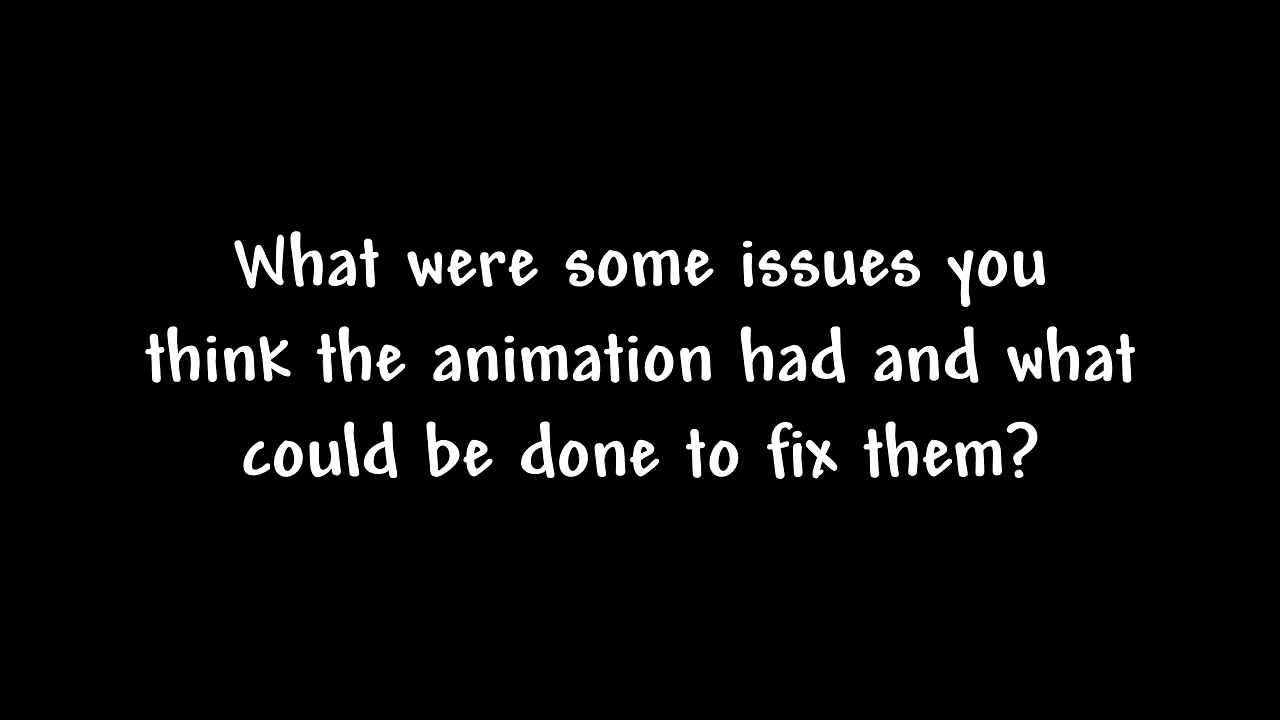 What were some issues you
think the animation had and what
could be done to fix them?